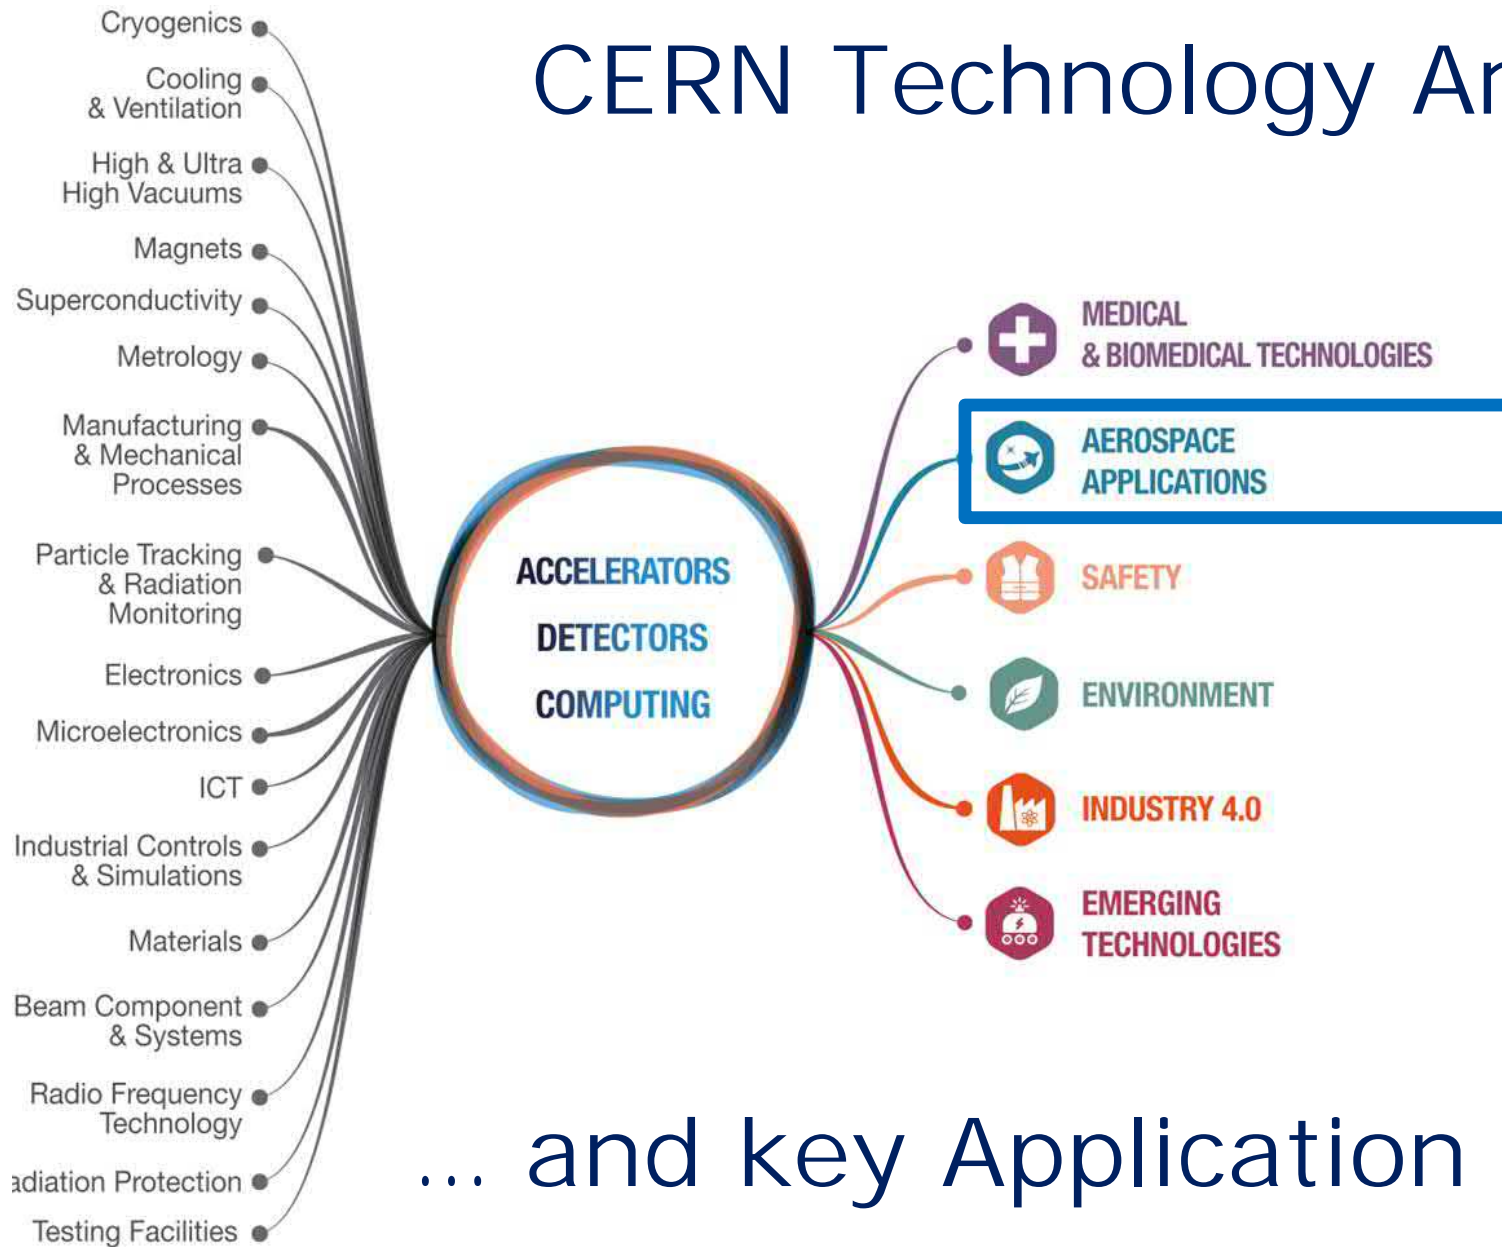 CERN Technology Ar
Cryogenics
Cooling
& Ventilation
High & Ultra
High Vacuums
Magnets
Superconductivity
Metrology
Manufacturing
& Mechanical
Processes
Particle Tracking
& Radiation
Monitoring
Electronics
Microelectronics
ICT
Industrial Controls
& Simulations
Materials
Beam Component
& Systems
Radio Frequency
Technology
adiation Protection
Testing Facilities
ACCELERATORS
DETECTORS
COMPUTING
MEDICAL
& BIOMEDICAL TECHNOLOGIES
AEROSPACE
APPLICATIONS
SAFETY
ENVIRONMENT
INDUSTRY 4.0
EMERGING
TECHNOLOGIES
... and key Application